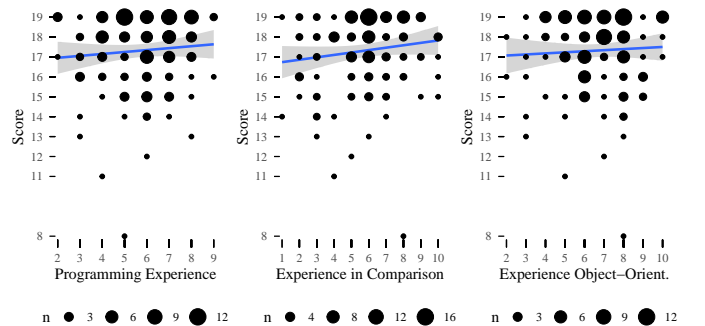 19
18
17
16
15
14
13
12
11
8
Score
2 3 4 5 6 7 8 9
Programming Experience
n 3 6 9 12
19
18
17
16
15
14
13
12
11
8
Score
1 2 3 4 5 6 7 8 9 10
Experience in Comparison
n 4 8 12 16
19
18
17
16
15
14
13
12
11
8
Score
2 3 4 5 6 7 8 9 10
Experience Object−Orient.
n 3 6 9 12